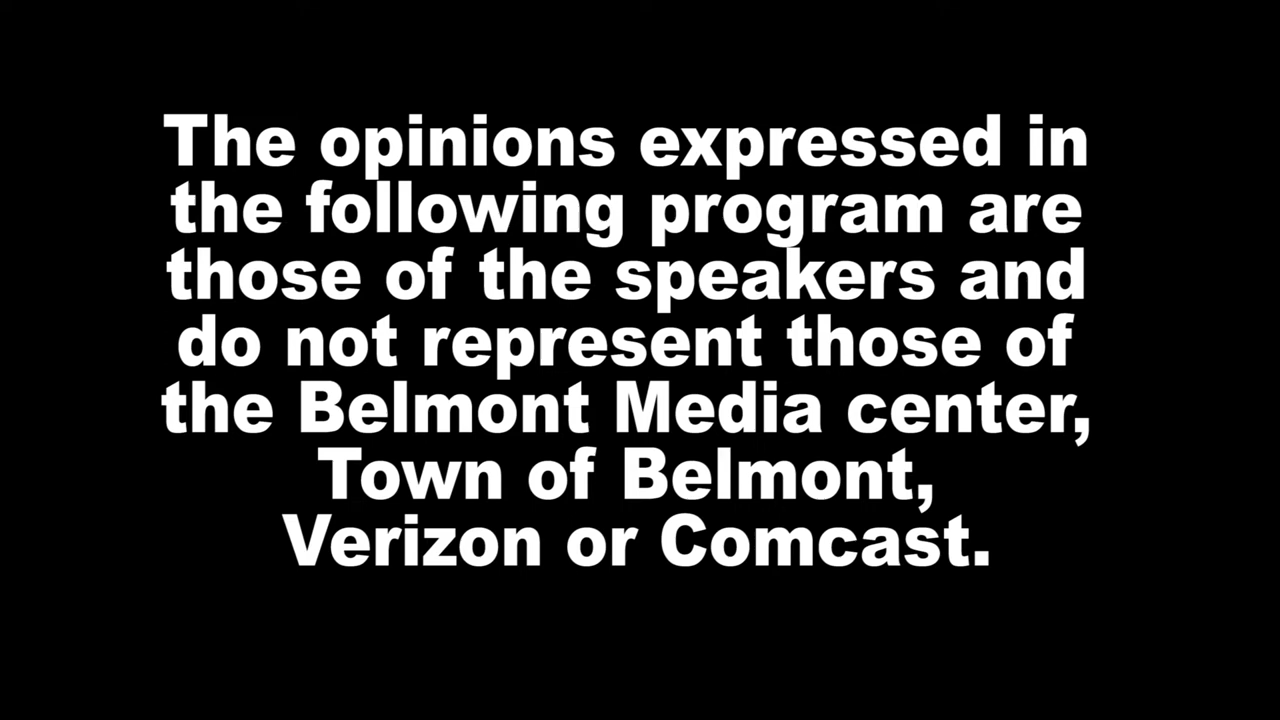 The opinions expressed in
the following program are
those of the speakers and
do not represent those of
the Belmont Media center,
Town of Belmont,
Verizon or Comcast.